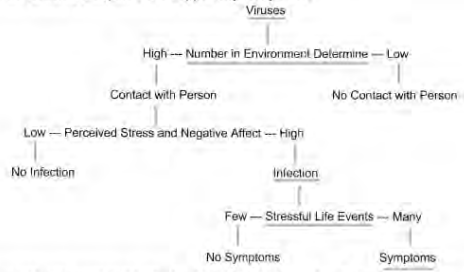 Viruses
High --- Number in Environment Determine --- Low
Contact with Person No Contact with Person
Low --- Perceived Stress and Negative Affect --- High
No Infection Infection
Few --- Stressful Life Events --- Many
No Symptoms Symptoms